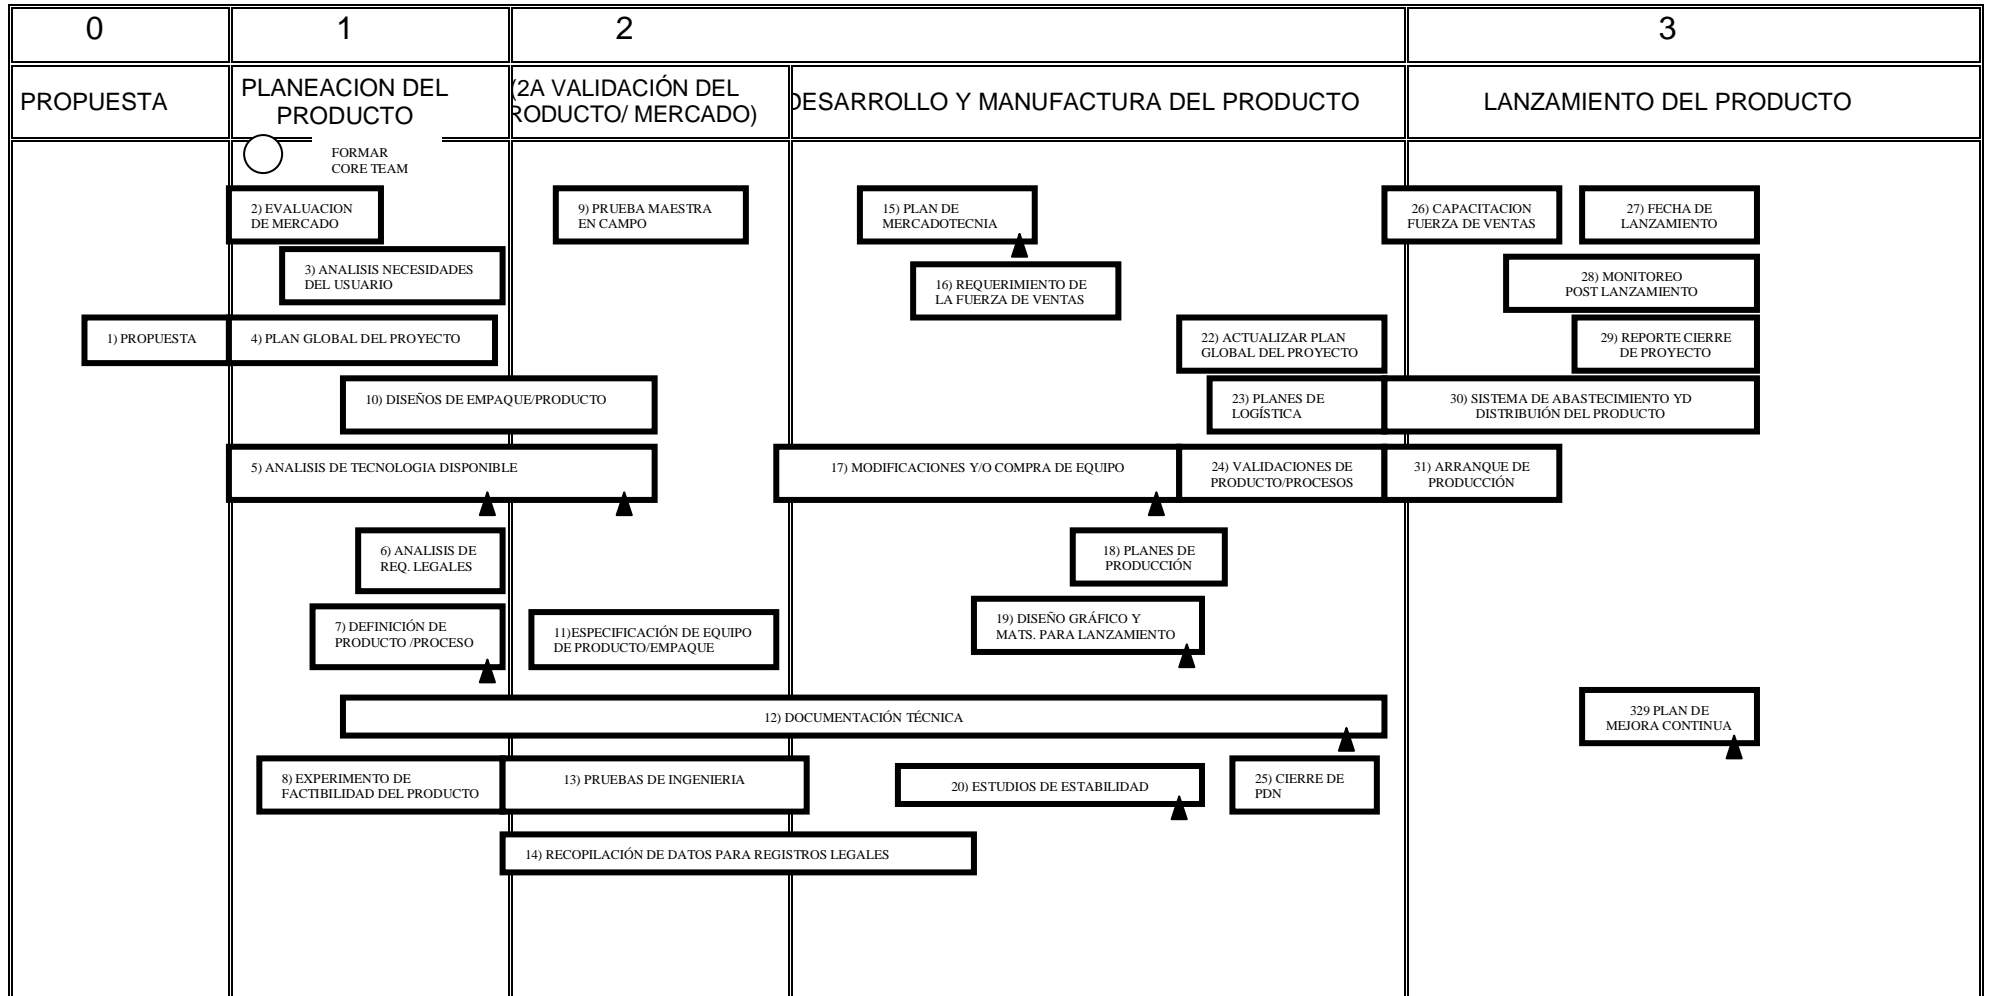 0
1
2
3
PROPUESTA
PLANEACION DEL
PRODUCTO
(2A VALIDACIÓN DEL
RODUCTO/ MERCADO)
DESARROLLO Y MANUFACTURA DEL PRODUCTO
LANZAMIENTO DEL PRODUCTO
FORMAR
CORE TEAM
2) EVALUACION
DE MERCADO
9) PRUEBA MAESTRA
EN CAMPO
15) PLAN DE
MERCADOTECNIA
26) CAPACITACION
FUERZA DE VENTAS
27) FECHA DE
LANZAMIENTO
3) ANALISIS NECESIDADES
DEL USUARIO
16) REQUERIMIENTO DE
LA FUERZA DE VENTAS
28) MONITOREO
POST LANZAMIENTO
1) PROPUESTA
4) PLAN GLOBAL DEL PROYECTO
22) ACTUALIZAR PLAN
GLOBAL DEL PROYECTO
29) REPORTE CIERRE
DE PROYECTO
10) DISEÑOS DE EMPAQUE/PRODUCTO
23) PLANES DE
LOGÍSTICA
30) SISTEMA DE ABASTECIMIENTO YD
DISTRIBUIÓN DEL PRODUCTO
5) ANALISIS DE TECNOLOGIA DISPONIBLE
17) MODIFICACIONES Y/O COMPRA DE EQUIPO
24) VALIDACIONES DE
PRODUCTO/PROCESOS
31) ARRANQUE DE
PRODUCCIÓN
6) ANALISIS DE
REQ. LEGALES
18) PLANES DE
PRODUCCIÓN
7) DEFINICIÓN DE
PRODUCTO /PROCESO
11)ESPECIFICACIÓN DE EQUIPO
DE PRODUCTO/EMPAQUE
19) DISEÑO GRÁFICO Y
MATS. PARA LANZAMIENTO
12) DOCUMENTACIÓN TÉCNICA
329 PLAN DE
MEJORA CONTINUA
8) EXPERIMENTO DE
FACTIBILIDAD DEL PRODUCTO
13) PRUEBAS DE INGENIERIA
20) ESTUDIOS DE ESTABILIDAD
25) CIERRE DE
PDN
14) RECOPILACIÓN DE DATOS PARA REGISTROS LEGALES